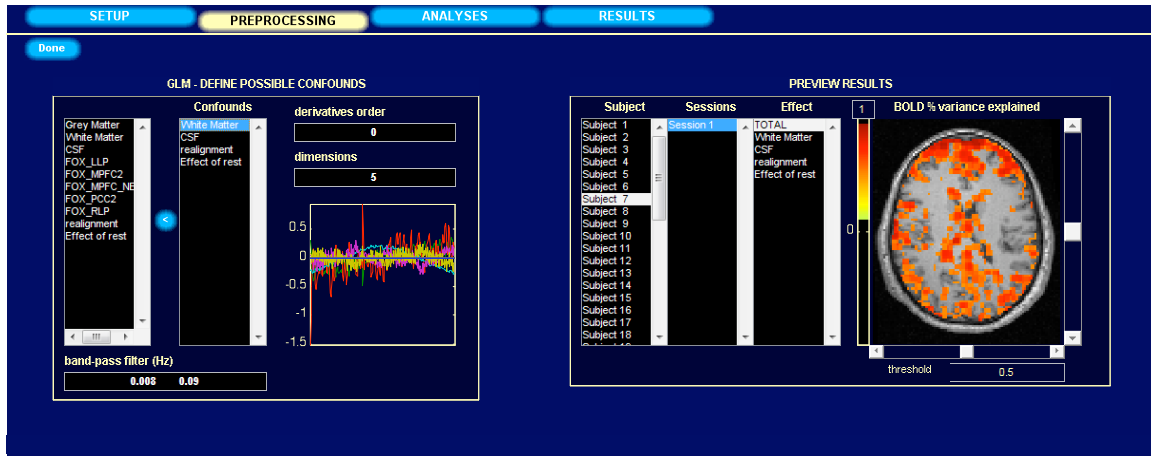 SETUP
PREPROCESSING
ANALYSES
RESULTS
Done
GLM - DEFINE POSSIBLE CONFOUNDS
Confounds
Grey Matter
White Matter
CSF
FOX_LLP
FOX_MPFC2
FOX_MPFC_NE
FOX_PCC2
FOX_RLP
realignment
Effect of rest
<
White Matter
CSF
realignment
Effect of rest
derivatives order
0
dimensions
5
0.5
0
-0.5
-1
-1.5
band-pass filter (Hz)
0.008 0.09
PREVIEW RESULTS
Subject
Sessions
Effect
1
BOLD % variance explained
Subject 1
Subject 2
Subject 3
Subject 4
Subject 5
Subject 6
Subject 7
Subject 8
Subject 9
Subject 10
Subject 11
Subject 12
Subject 13
Subject 14
Subject 15
Subject 16
Subject 17
Subject 18
Session 1
TOTAL
White Matter
CSF
realignment
Effect of rest
0
threshold
0.5